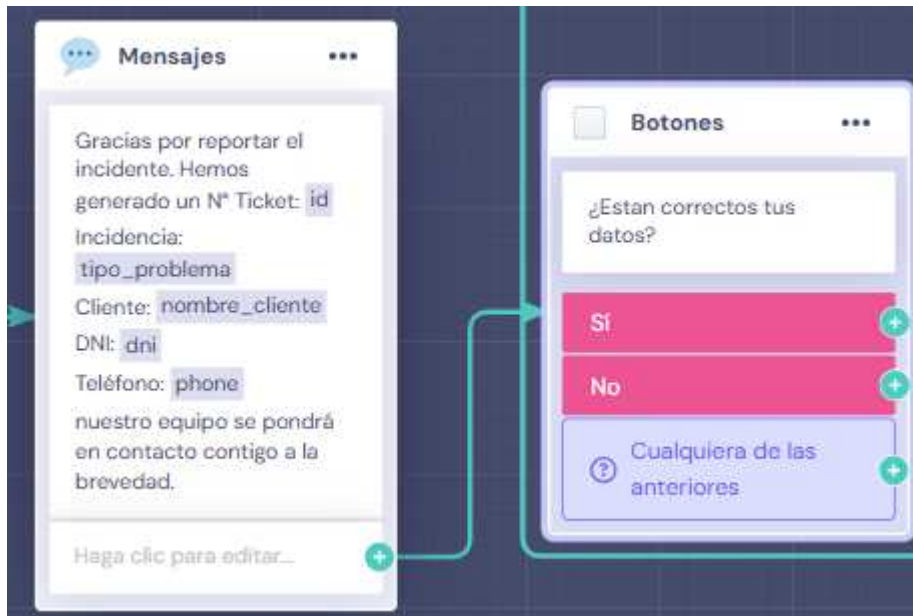 Mensajes
Gracias por reportar el
incidente. Hemos
generado un N° Ticket: id
Incidencia:
tipo_problema
Cliente: nombre_cliente
DNI: dni
Teléfono: phone
nuestro equipo se pondrá
en contacto contigo a la
brevedad.
Haga clic para editar...
Botones
¿Estan correctos tus
datos?
Sí
No
Cualquiera de las
anteriores